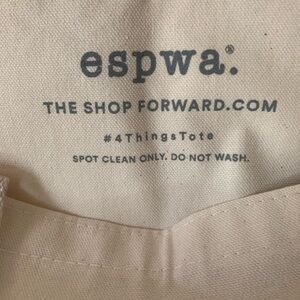 espwa.®
THE SHOP FORWARD.COM
#4ThingsTote
SPOT CLEAN ONLY. DO NOT WASH.